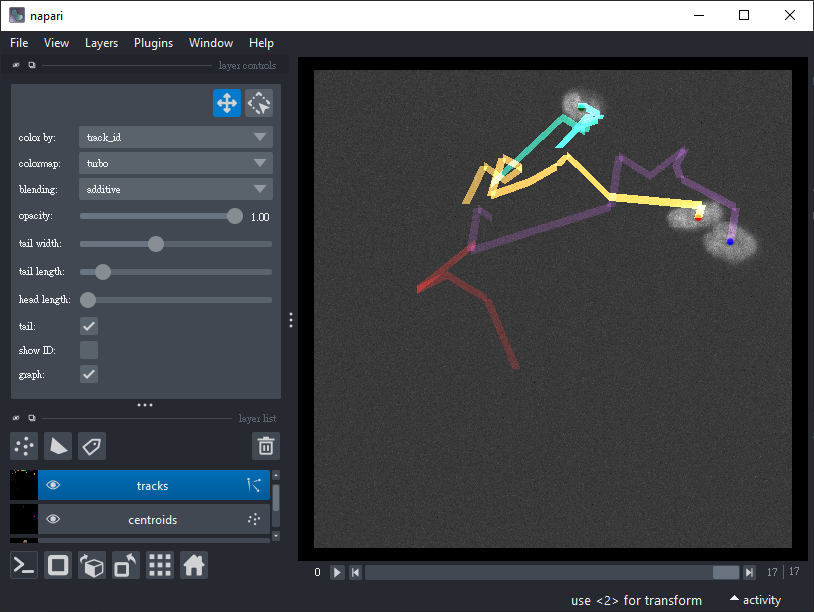 napari
File View Layers Plugins Window Help
layer controls
color by: track_id
colormap: turbo
blending: additive
opacity: 1.00
tail width:
tail length:
head length:
tail:
show ID:
graph:
layer list
tracks
centroids
0 17 17
use <2> for transform activity